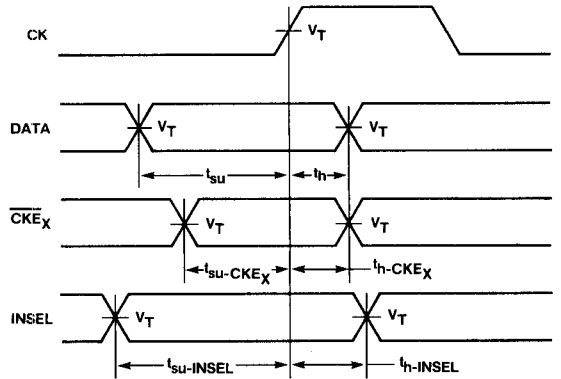 CK V_T
DATA V_T V_T
t_su t_h
C̅K̅E̅_X V_T V_T
t_su-CKE_X t_h-CKE_X
INSEL V_T V_T
t_su-INSEL t_h-INSEL